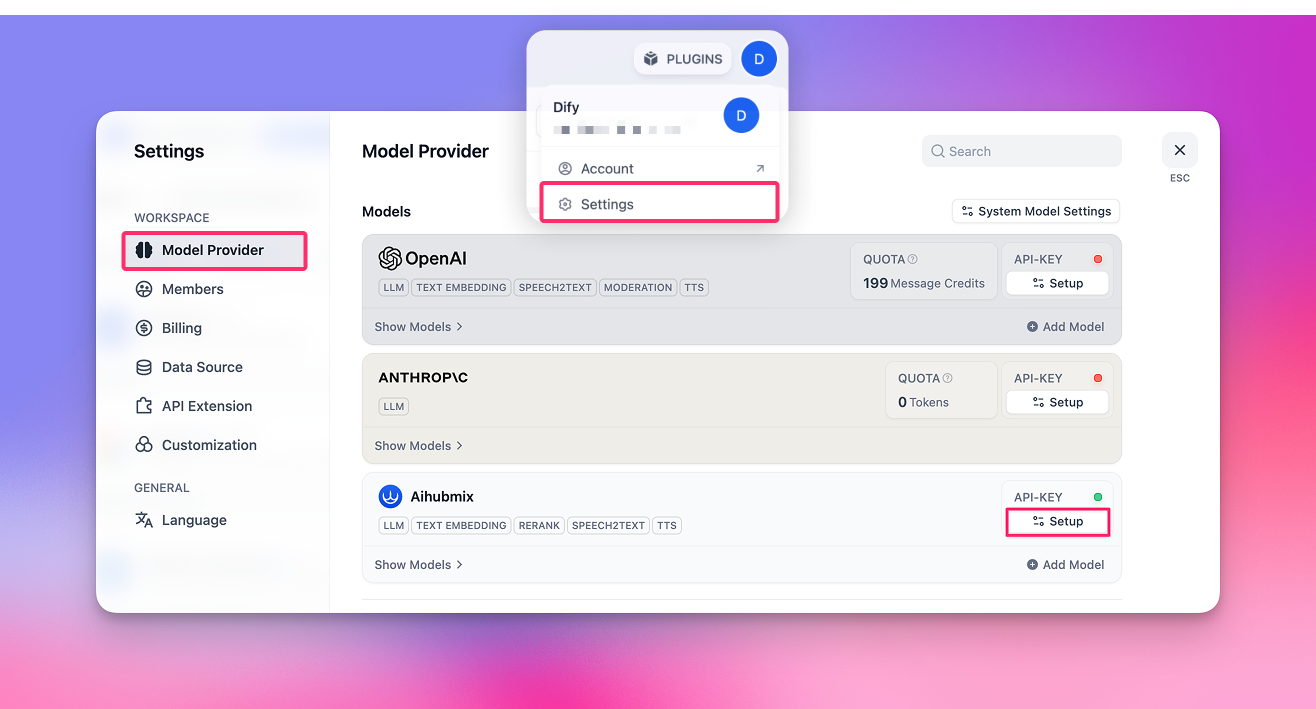 PLUGINS
D
Dify
D
Account
Settings
Settings
WORKSPACE
Model Provider
Members
Billing
Data Source
API Extension
Customization
GENERAL
Language
Model Provider
Search
ESC
Models
System Model Settings
OpenAI
LLM TEXT EMBEDDING SPEECH2TEXT MODERATION TTS
QUOTA
199 Message Credits
API-KEY
Setup
Show Models
Add Model
ANTHROP\C
LLM
QUOTA
0 Tokens
API-KEY
Setup
Show Models
Aihubmix
LLM TEXT EMBEDDING RERANK SPEECH2TEXT TTS
API-KEY
Setup
Show Models
Add Model